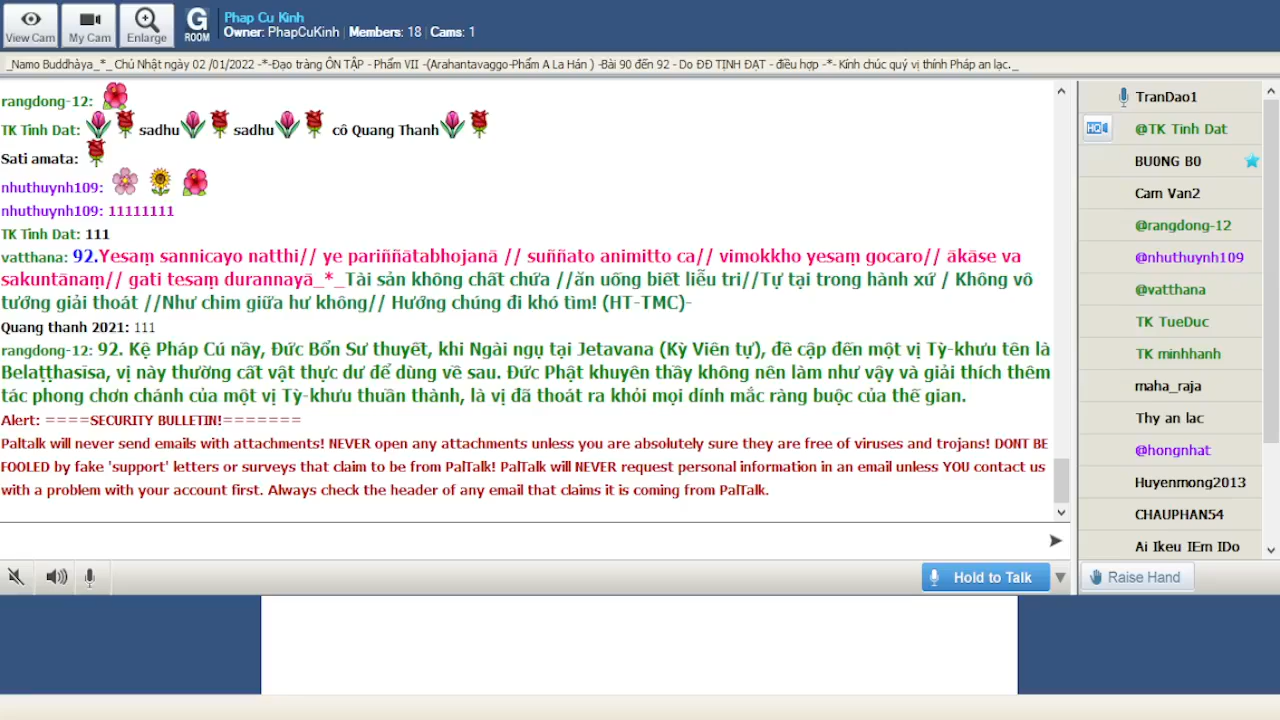 View Cam
My Cam
Enlarge
G
ROOM
Phap Cu Kinh
Owner: PhapCuKinh | Members: 18 | Cams: 1
_Namo Buddhàya_*_ Chủ Nhật ngày 02 /01/2022 -*-Đạo tràng ÔN TẬP - Phẩm VII -(Arahantavaggo-Phẩm A La Hán ) -Bài 90 đến 92 - Do ĐĐ TỊNH ĐẠT - điều hợp -*- Kính chúc quý vị thính Pháp an lạc._
rangdong-12:
TK Tinh Dat: sadhu sadhu cô Quang Thanh
Sati amata:
nhuthuynh109:
nhuthuynh109: 11111111
TK Tinh Dat: 111
vatthana: 92.Yesaṃ sannicayo natthi// ye pariññātabhojanā // suññato animitto ca// vimokkho yesaṃ gocaro// ākāse va
sakuntānaṃ// gati tesaṃ durannayā_*_Tài sản không chất chứa //ăn uống biết liễu tri//Tự tại trong hành xứ / Không vô
tướng giải thoát //Như chim giữa hư không// Hướng chúng đi khó tìm! (HT-TMC)-
Quang thanh 2021: 111
rangdong-12: 92. Kệ Pháp Cú nầy, Đức Bổn Sư thuyết, khi Ngài ngụ tại Jetavana (Kỳ Viên tự), đề cập đến một vị Tỳ-khưu tên là
Belaṭṭhasīsa, vị này thường cất vật thực dư để dùng về sau. Đức Phật khuyên thầy không nên làm như vậy và giải thích thêm
tác phong chơn chánh của một vị Tỳ-khưu thuần thành, là vị đã thoát ra khỏi mọi dính mắc ràng buộc của thế gian.
Alert: ====SECURITY BULLETIN!=======
Paltalk will never send emails with attachments! NEVER open any attachments unless you are absolutely sure they are free of viruses and trojans! DONT BE
FOOLED by fake 'support' letters or surveys that claim to be from PalTalk! PalTalk will NEVER request personal information in an email unless YOU contact us
with a problem with your account first. Always check the header of any email that claims it is coming from PalTalk.
Hold to Talk
TranDao1
HQ
@TK Tinh Dat
BU0NG B0
Cam Van2
@rangdong-12
@nhuthuynh109
@vatthana
TK TueDuc
TK minhhanh
maha_raja
Thy an lac
@hongnhat
Huyenmong2013
CHAUPHAN54
Ai Ikeu IEm IDo
Raise Hand